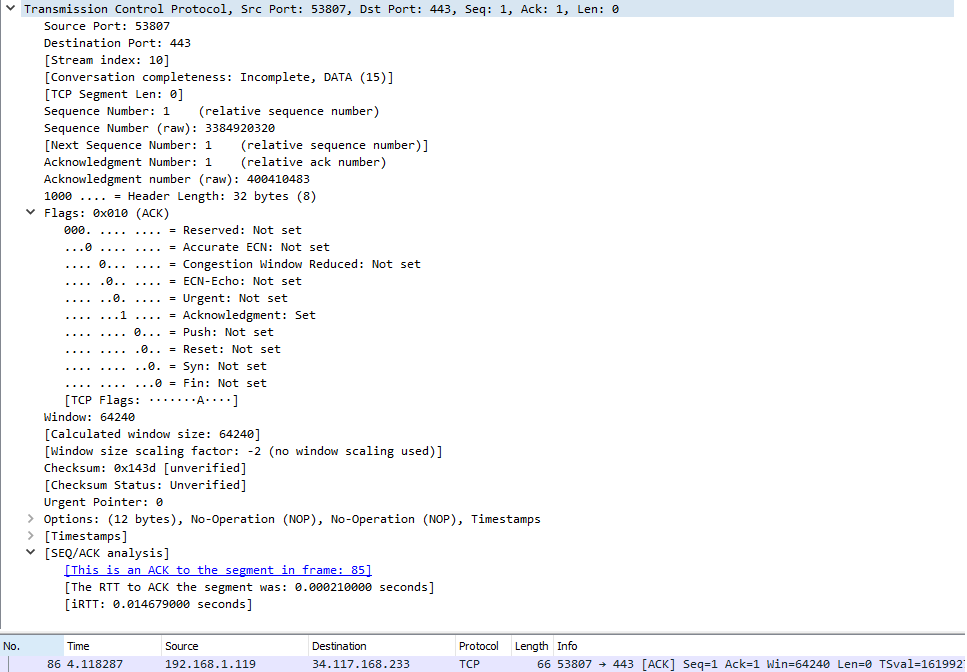 Transmission Control Protocol, Src Port: 53807, Dst Port: 443, Seq: 1, Ack: 1, Len: 0
Source Port: 53807
Destination Port: 443
[Stream index: 10]
[Conversation completeness: Incomplete, DATA (15)]
[TCP Segment Len: 0]
Sequence Number: 1    (relative sequence number)
Sequence Number (raw): 3384920320
[Next Sequence Number: 1    (relative sequence number)]
Acknowledgment Number: 1    (relative ack number)
Acknowledgment number (raw): 400410483
1000 .... = Header Length: 32 bytes (8)
Flags: 0x010 (ACK)
000. .... .... = Reserved: Not set
...0 .... .... = Accurate ECN: Not set
.... 0... .... = Congestion Window Reduced: Not set
.... .0.. .... = ECN-Echo: Not set
.... ..0. .... = Urgent: Not set
.... ...1 .... = Acknowledgment: Set
.... .... 0... = Push: Not set
.... .... .0.. = Reset: Not set
.... .... ..0. = Syn: Not set
.... .... ...0 = Fin: Not set
[TCP Flags: ·······A····]
Window: 64240
[Calculated window size: 64240]
[Window size scaling factor: -2 (no window scaling used)]
Checksum: 0x143d [unverified]
[Checksum Status: Unverified]
Urgent Pointer: 0
Options: (12 bytes), No-Operation (NOP), No-Operation (NOP), Timestamps
[Timestamps]
[SEQ/ACK analysis]
[This is an ACK to the segment in frame: 85]
[The RTT to ACK the segment was: 0.000210000 seconds]
[iRTT: 0.014679000 seconds]
No. Time Source Destination Protocol Length Info
86 4.118287 192.168.1.119 34.117.168.233 TCP 66 53807 → 443 [ACK] Seq=1 Ack=1 Win=64240 Len=0 TSval=161992